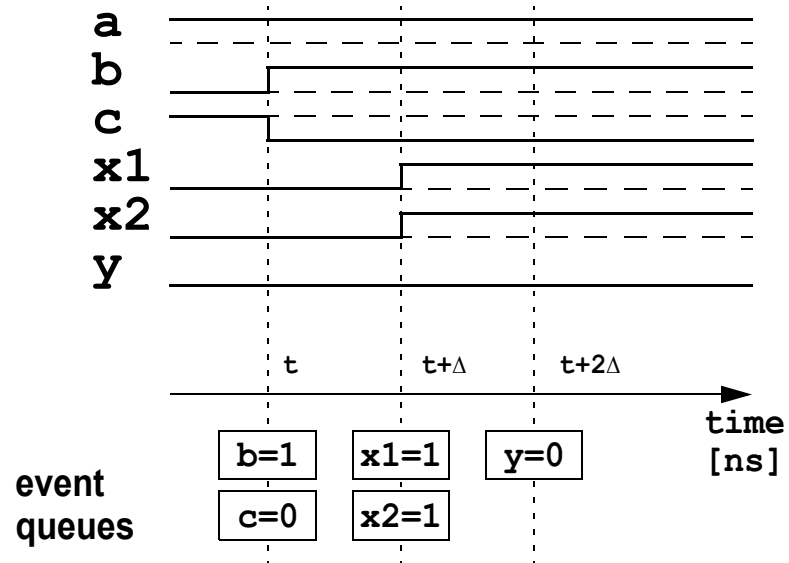 a
b
c
x1
x2
y
t t+Δ t+2Δ
time
[ns]
b=1 x1=1 y=0
event
queues
c=0 x2=1